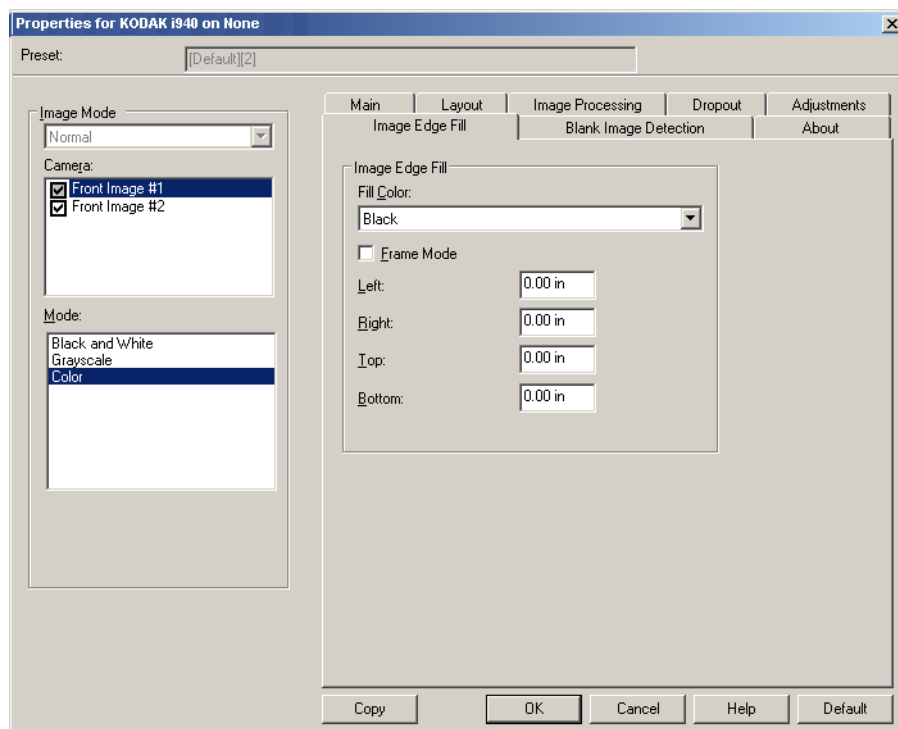 Properties for KODAK i940 on None
Preset:
[Default][2]
Image Mode
Normal
Camera:
Front Image #1
Front Image #2
Mode:
Black and White
Grayscale
Color
Main Layout Image Processing Dropout Adjustments
Image Edge Fill Blank Image Detection About
Image Edge Fill
Fill Color:
Black
Frame Mode
Left: 0.00 in
Right: 0.00 in
Top: 0.00 in
Bottom: 0.00 in
Copy OK Cancel Help Default